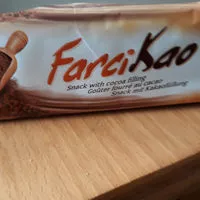 FarciKao
Snack with cocoa filling
Goûter fourré au cacao
Snack mit Kakaofüllung